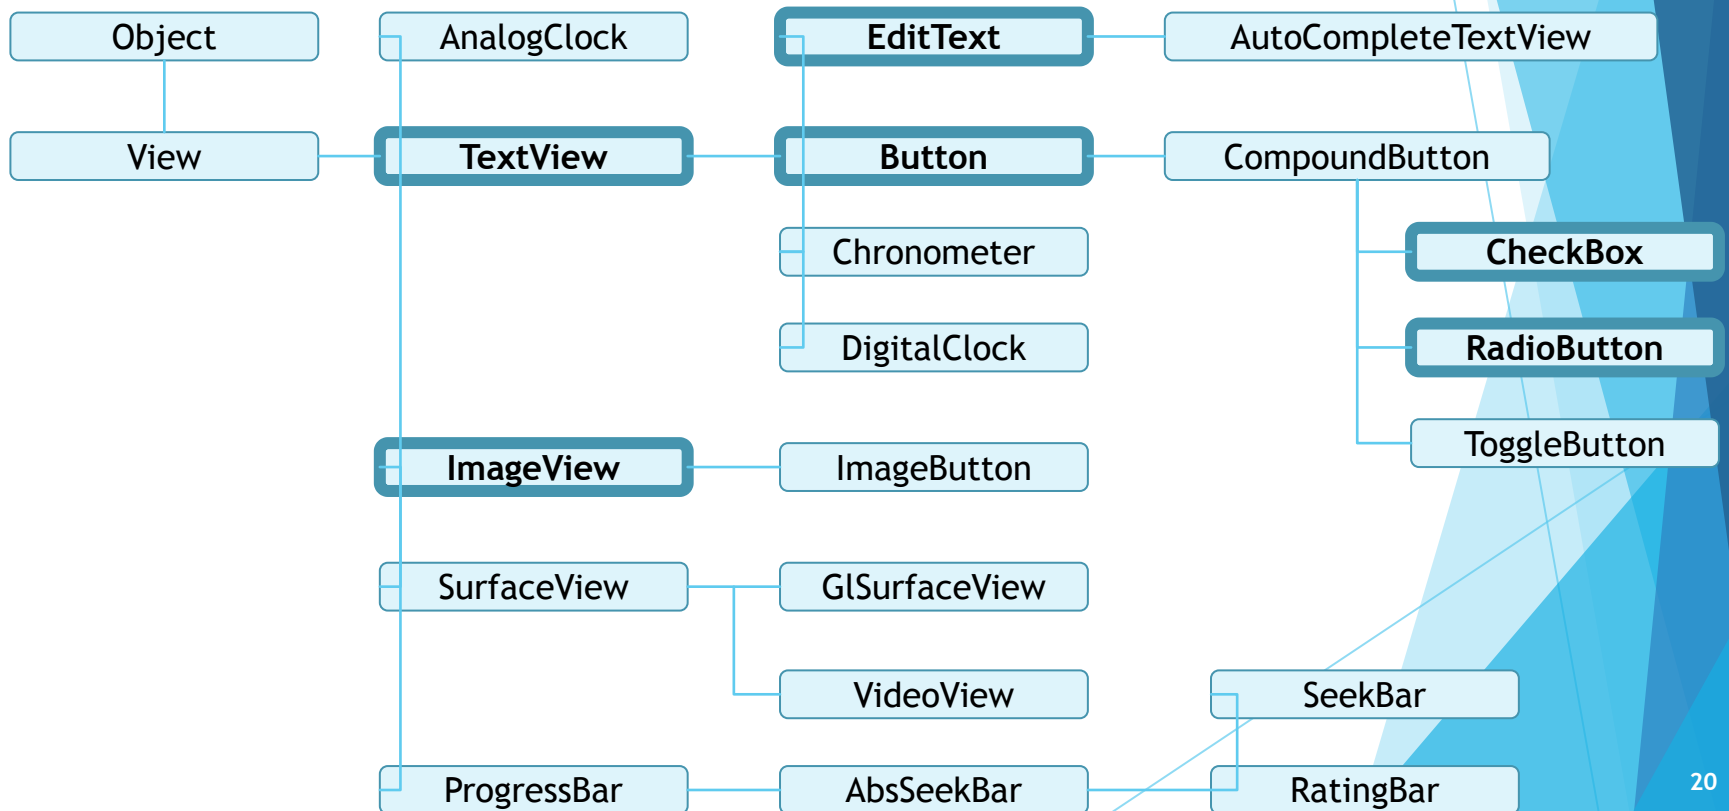 Object
AnalogClock
EditText
AutoCompleteTextView
View
TextView
Button
CompoundButton
Chronometer
CheckBox
DigitalClock
RadioButton
ImageView
ImageButton
ToggleButton
SurfaceView
GlSurfaceView
VideoView
SeekBar
ProgressBar
AbsSeekBar
RatingBar
20